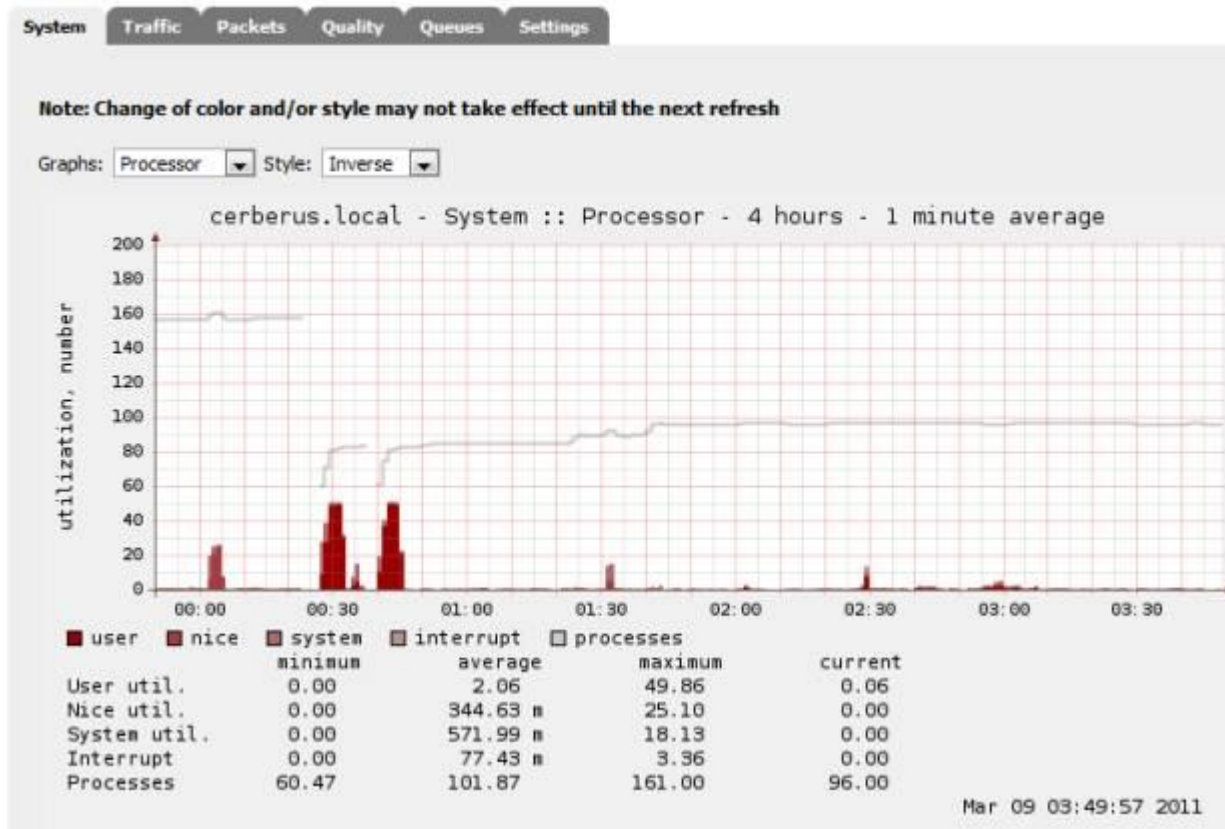 System Traffic Packets Quality Queues Settings
Note: Change of color and/or style may not take effect until the next refresh
Graphs: Processor Style: Inverse
cerberus.local - System :: Processor - 4 hours - 1 minute average
utilization, number
200
180
160
140
120
100
80
60
40
20
0
00:00 00:30 01:00 01:30 02:00 02:30 03:00 03:30
user nice system interrupt processes
minimum average maximum current
User util. 0.00 2.06 49.86 0.06
Nice util. 0.00 344.63 m 25.10 0.00
System util. 0.00 571.99 m 18.13 0.00
Interrupt 0.00 77.43 m 3.36 0.00
Processes 60.47 101.87 161.00 96.00
Mar 09 03:49:57 2011